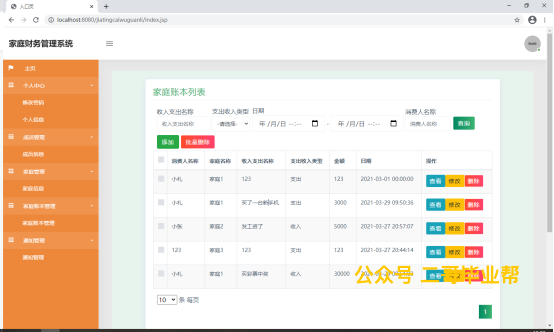 入口页
localhost:8080/jiatingcaiwuguanli/index.jsp
家庭财务管理系统
主页
个人中心
修改密码
个人信息
成员管理
成员信息
家庭管理
家庭信息
家庭账本管理
家庭账本管理
通知管理
通知管理
家庭账本列表
收入支出名称 支出收入类型 日期 消费人名称
收入支出名称 -请选择- 年 /月/日 --:-- - 年 /月/日 --:-- 消费人名称 查询
添加 批量删除
消费人名称 家庭名称 收入支出名称 支出收入类型 金额 日期 操作
小礼 家庭1 123 支出 123 2021-03-01 00:00:00 查看 修改 删除
小礼 家庭1 买了一台新手机 支出 3000 2021-03-29 09:50:36 查看 修改 删除
小张 家庭2 发工资了 收入 5000 2021-03-27 20:57:07 查看 修改 删除
123 家庭3 123 支出 123 2021-03-27 20:44:14 查看 修改 删除
小礼 家庭1 买彩票中奖 收入 30000 查看 修改 删除
公众号 二哥毕业帮
10 条 每页
1